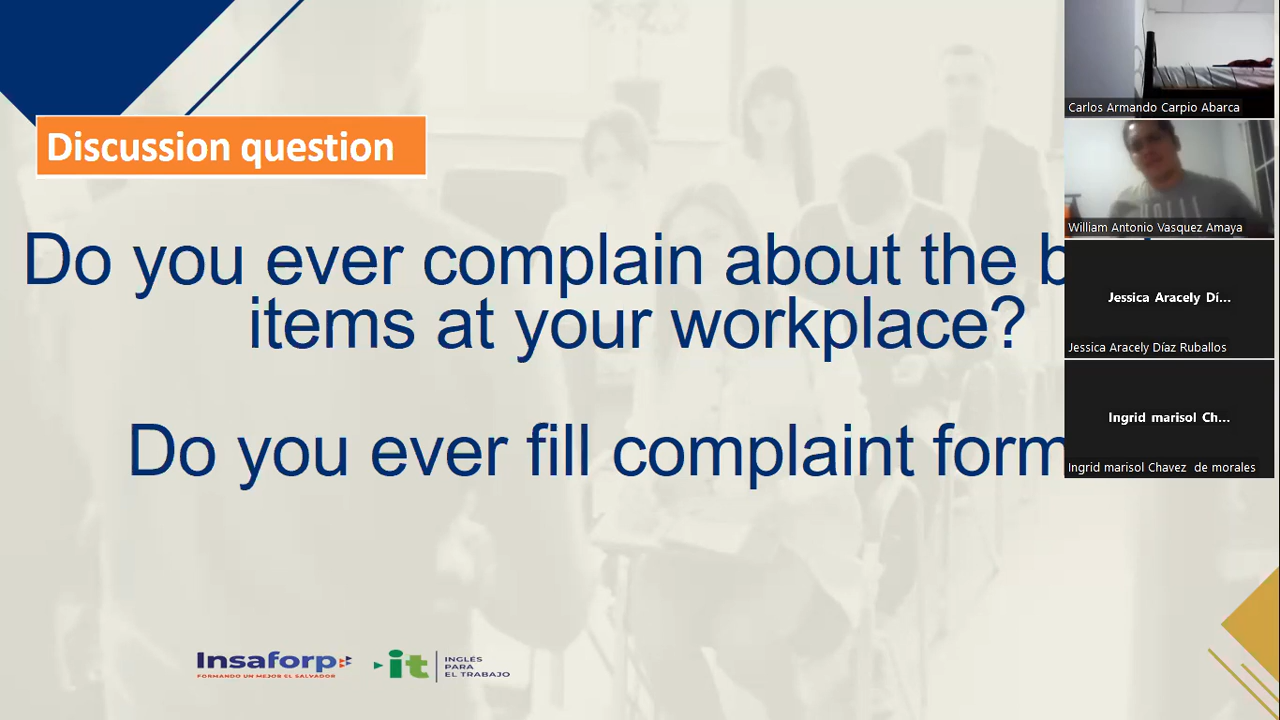 Discussion question
Do you ever complain about the
items at your workplace?
Do you ever fill complaint form
Insaforp
FORMANDO UN MEJOR EL SALVADOR
it
INGLÉS
PARA
EL TRABAJO
Carlos Armando Carpio Abarca
William Antonio Vasquez Amaya
Jessica Aracely Dí...
Jessica Aracely Díaz Ruballos
Ingrid marisol Ch...
Ingrid marisol Chavez de morales